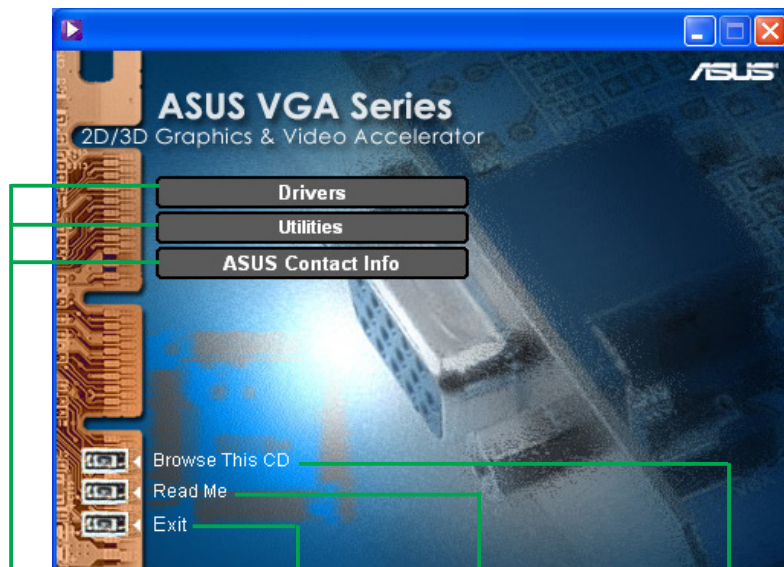 ASUS
ASUS VGA Series
2D/3D Graphics & Video Accelerator
Drivers
Utilities
ASUS Contact Info
Browse This CD
Read Me
Exit